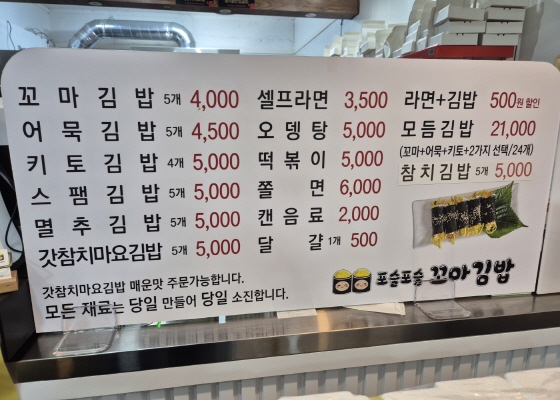 꼬마김밥 5개 4,000
어묵김밥 5개 4,500
키토김밥 4개 5,000
스팸김밥 5개 5,000
멸추김밥 5개 5,000
갓참치마요김밥 5개 5,000
갓참치마요김밥 매운맛 주문가능합니다.
모든 재료는 당일 만들어 당일 소진합니다.
셀프라면 3,500
오뎅탕 5,000
떡볶이 5,000
쫄면 6,000
캔음료 2,000
달걀 1개 500
라면+김밥 500원 할인
모듬김밥 21,000
(꼬마+어묵+키토+2가지 선택/24개)
참치김밥 5개 5,000
포슬포슬 꼬마김밥